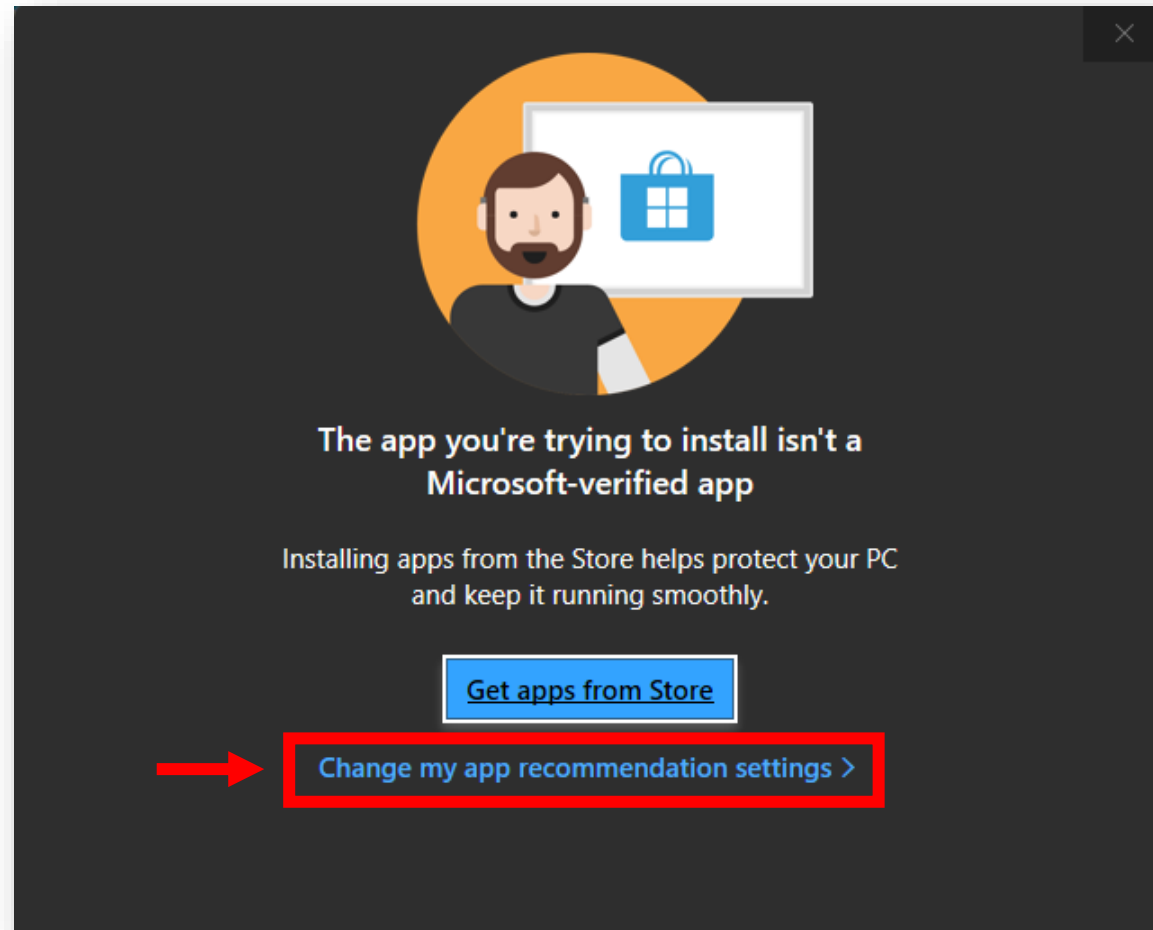 The app you're trying to install isn't a
Microsoft-verified app
Installing apps from the Store helps protect your PC
and keep it running smoothly.
Get apps from Store
Change my app recommendation settings >